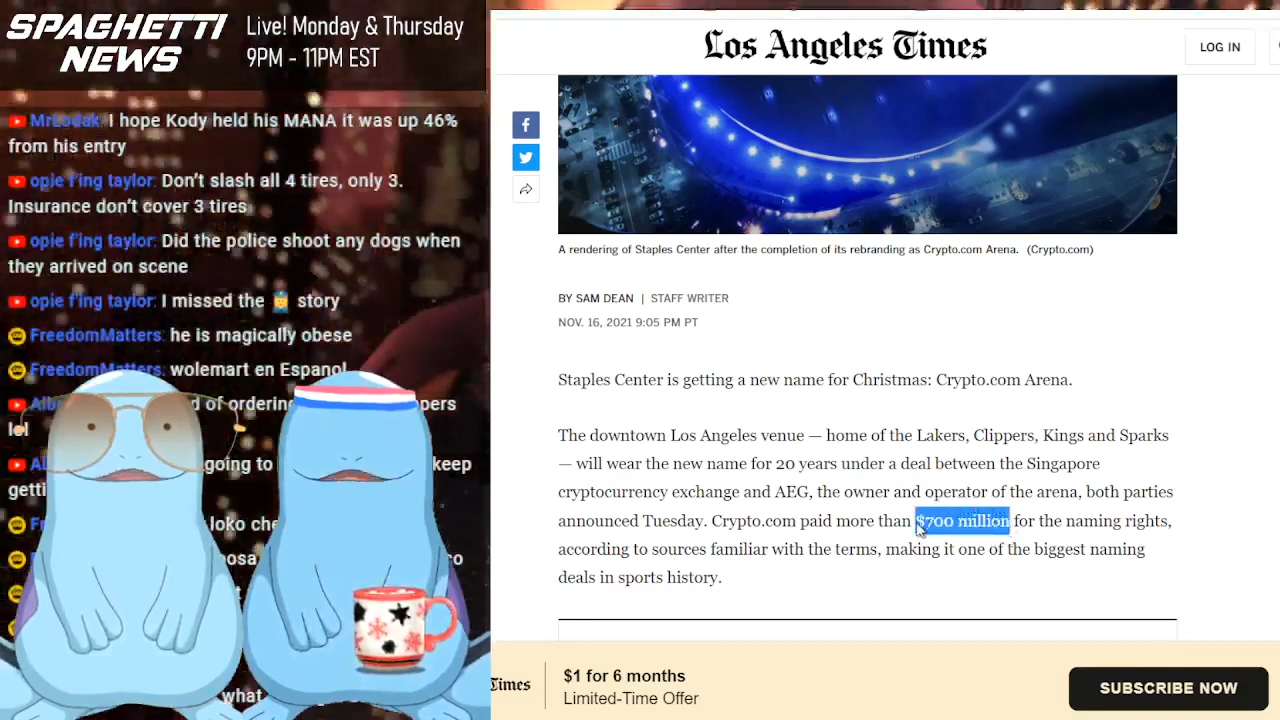 SPAGHETTI
NEWS
Live! Monday & Thursday
9PM - 11PM EST
MrLodak: I hope Kody held his MANA it was up 46%
from his entry
opie f'ing taylor: Don't slash all 4 tires, only 3.
Insurance don't cover 3 tires
opie f'ing taylor: Did the police shoot any dogs when
they arrived on scene
opie f'ing taylor: I missed the story
FreedomMatters: he is magically obese
FreedomMatters: wolemart en Espanol
of ordering
going to
keep
what
Los Angeles Times
LOG IN
A rendering of Staples Center after the completion of its rebranding as Crypto.com Arena. (Crypto.com)
BY SAM DEAN | STAFF WRITER
NOV. 16, 2021 9:05 PM PT
Staples Center is getting a new name for Christmas: Crypto.com Arena.
The downtown Los Angeles venue — home of the Lakers, Clippers, Kings and Sparks
— will wear the new name for 20 years under a deal between the Singapore
cryptocurrency exchange and AEG, the owner and operator of the arena, both parties
announced Tuesday. Crypto.com paid more than $700 million for the naming rights,
according to sources familiar with the terms, making it one of the biggest naming
deals in sports history.
Times
$1 for 6 months
Limited-Time Offer
SUBSCRIBE NOW